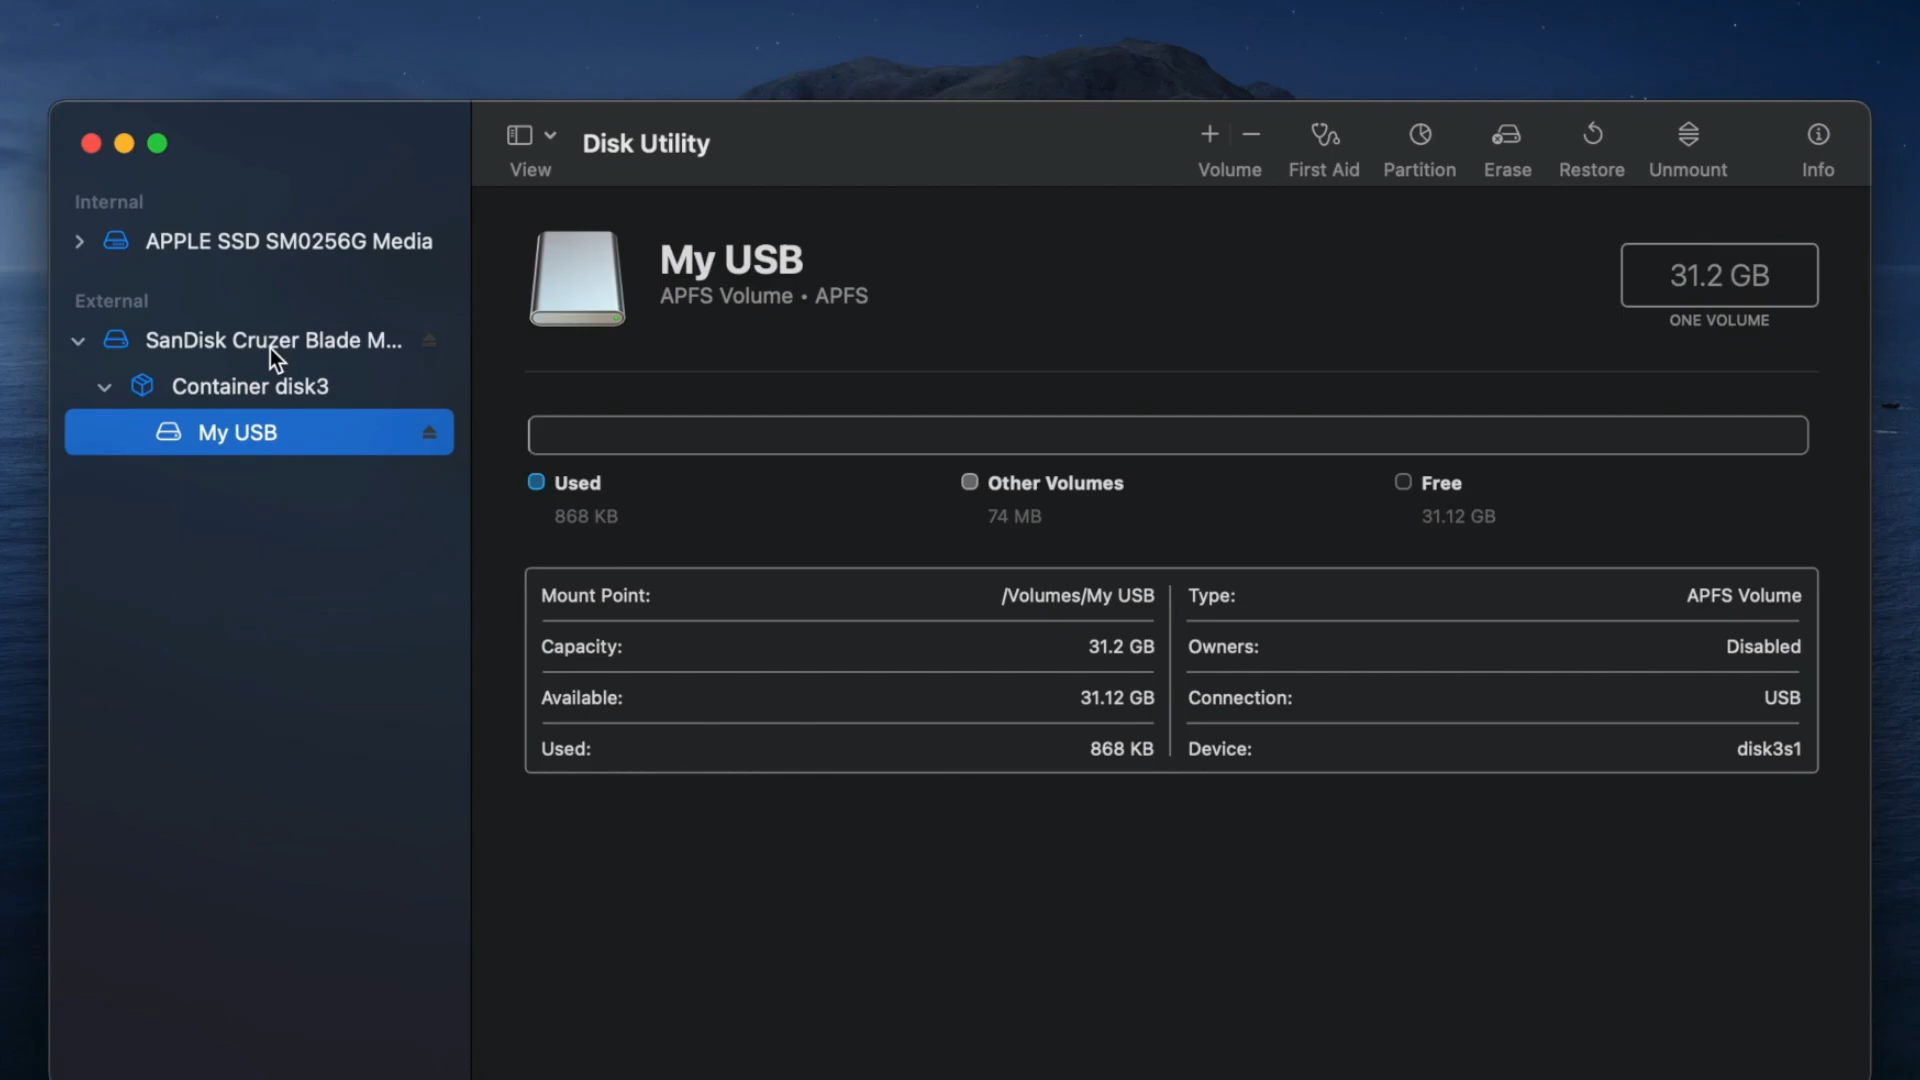 View
Disk Utility
Volume
First Aid
Partition
Erase
Restore
Unmount
Info
Internal
APPLE SSD SM0256G Media
External
SanDisk Cruzer Blade M...
Container disk3
My USB
My USB
APFS Volume • APFS
31.2 GB
ONE VOLUME
Used
868 KB
Other Volumes
74 MB
Free
31.12 GB
Mount Point: /Volumes/My USB
Capacity: 31.2 GB
Available: 31.12 GB
Used: 868 KB
Type: APFS Volume
Owners: Disabled
Connection: USB
Device: disk3s1